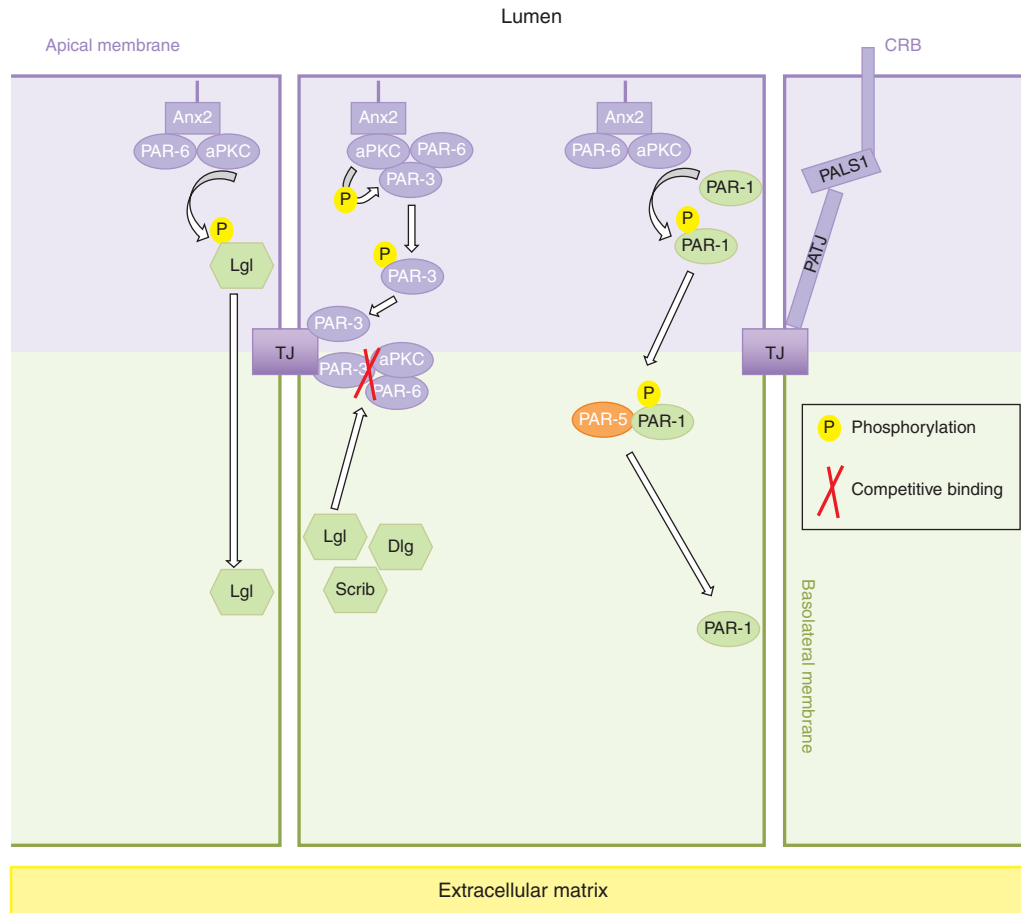 Lumen
Apical membrane
CRB
Anx2
PAR-6
aPKC
P
Lgl
Lgl
Anx2
aPKC
PAR-6
PAR-3
P
P
PAR-3
PAR-3
TJ
PAR-3
aPKC
PAR-6
Lgl
Dlg
Scrib
Anx2
PAR-6
aPKC
PAR-1
P
PAR-1
P
PAR-5
PAR-1
PAR-1
PALS1
PATJ
TJ
P Phosphorylation
Competitive binding
Basolateral membrane
Extracellular matrix